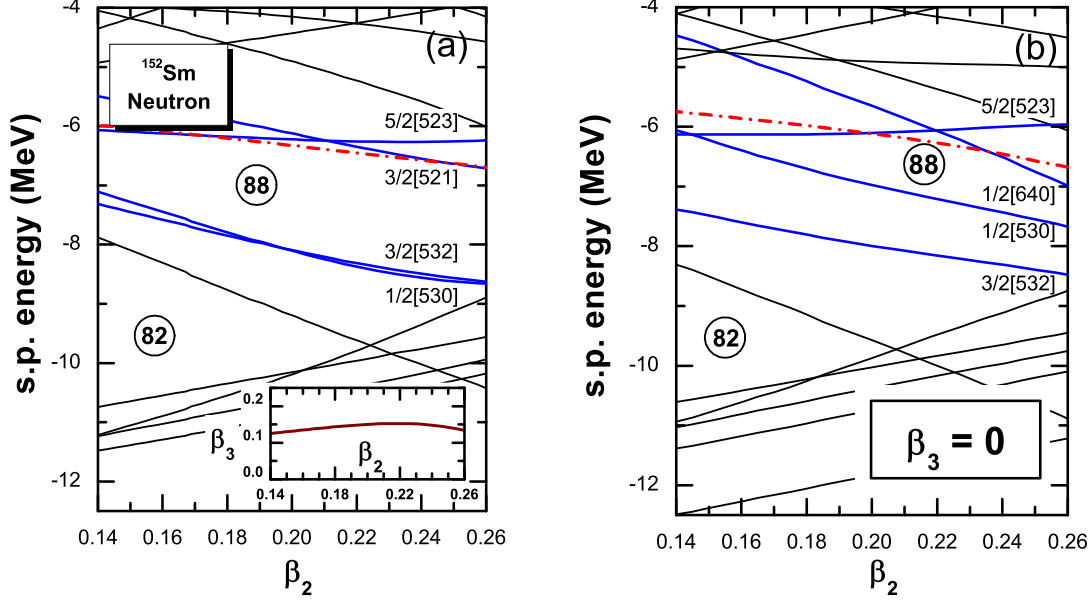 -4
-6
-8
-10
-12
s.p. energy (MeV)
(a)
¹⁵²Sm
Neutron
5/2[523]
88
3/2[521]
3/2[532]
1/2[530]
82
0.2
0.1
0.0
β₃
β₂
0.14 0.18 0.22 0.26
0.14 0.16 0.18 0.20 0.22 0.24 0.26
β₂
-4
-6
-8
-10
-12
s.p. energy (MeV)
(b)
5/2[523]
88
1/2[640]
1/2[530]
3/2[532]
82
β₃ = 0
0.14 0.16 0.18 0.20 0.22 0.24 0.26
β₂